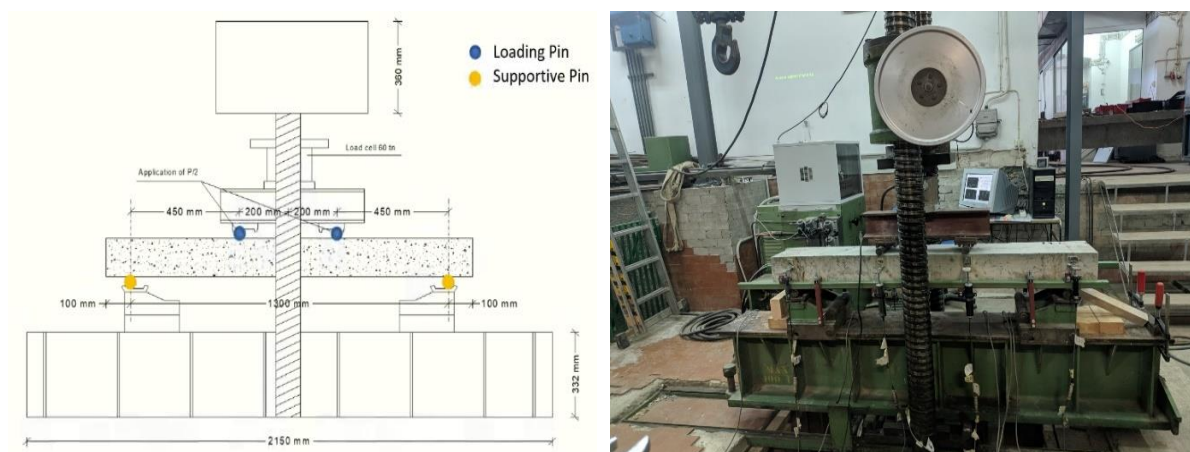 Loading Pin
Supportive Pin
380 mm
Load cell 60 tn
Application of P/2
450 mm
200 mm
200 mm
450 mm
100 mm
1300 mm
100 mm
332 mm
2150 mm